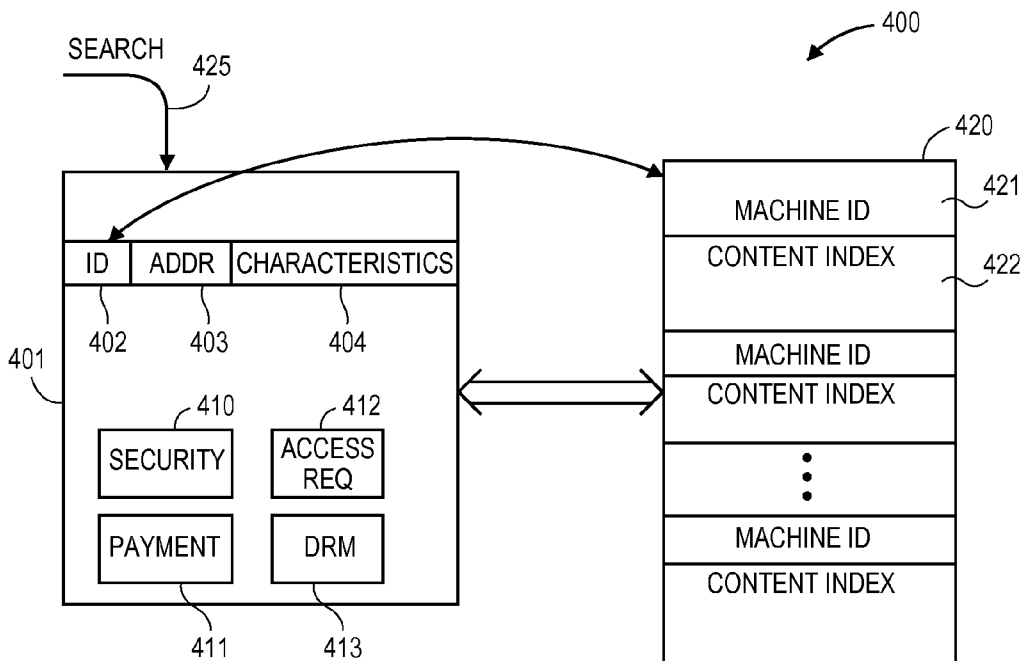 400
SEARCH
425
420
421
MACHINE ID
ID ADDR CHARACTERISTICS
CONTENT INDEX
422
402 403 404
401
MACHINE ID
CONTENT INDEX
410 412
SECURITY
ACCESS
REQ
PAYMENT
DRM
MACHINE ID
CONTENT INDEX
411 413